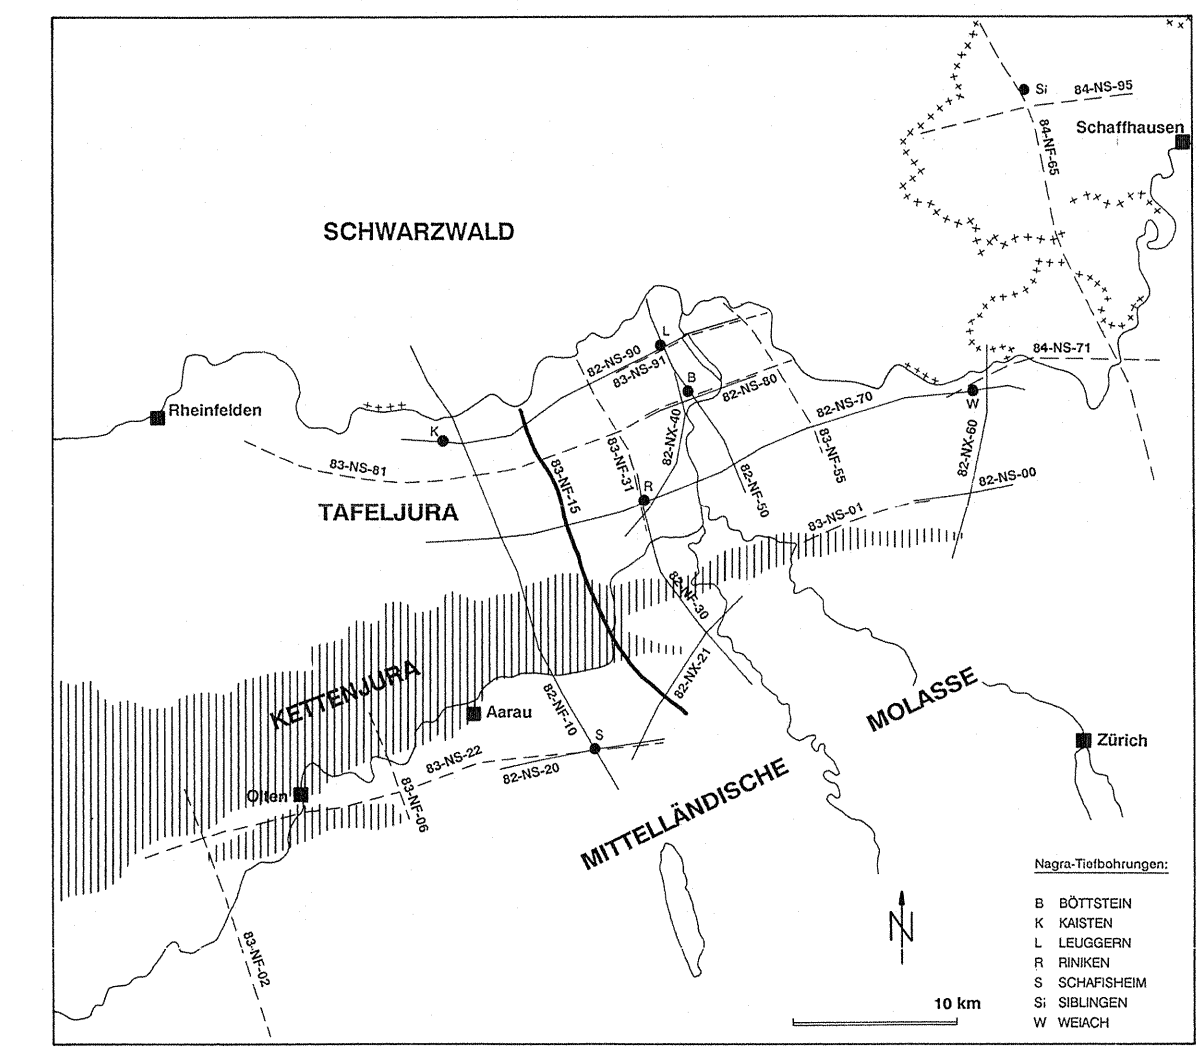 Si
84-NS-95
Schaffhausen
84-NF-65
SCHWARZWALD
L
82-NS-90
83-NS-91
84-NS-71
B
82-NS-80
Rheinfelden
W
82-NS-70
K
82-NX-40
83-NS-81
83-NF-15
83-NF-31
83-NF-55
82-NX-60
82-NS-00
R
82-NF-50
TAFELJURA
83-NS-01
82-NF-30
82-NX-21
KETTENJURA
MOLASSE
82-NF-10
Aarau
S
Zürich
83-NS-22
82-NS-20
Olten
83-NF-06
MITTELLÄNDISCHE
Nagra-Tiefbohrungen:
B BÖTTSTEIN
K KAISTEN
L LEUGGERN
R RINIKEN
S SCHAFISHEIM
Si SIBLINGEN
W WEIACH
N
83-NF-02
10 km